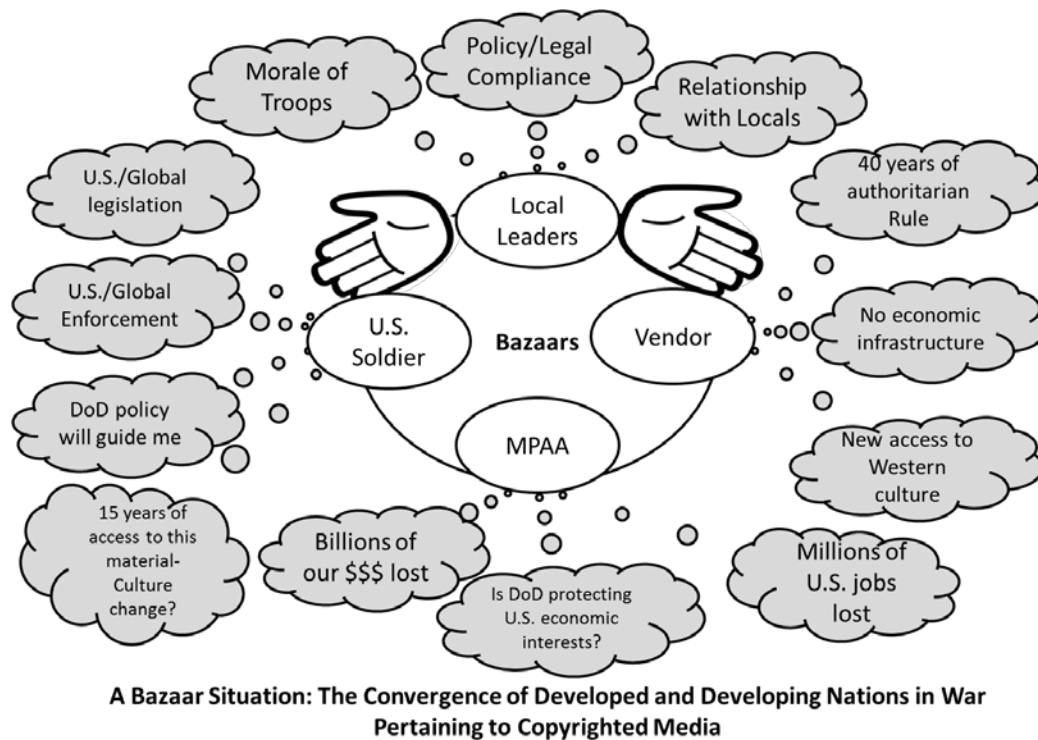 Morale of
Troops
Policy/Legal
Compliance
Relationship
with Locals
U.S./Global
legislation
40 years of
authoritarian
Rule
Local
Leaders
U.S./Global
Enforcement
U.S.
Soldier
Bazaars
Vendor
No economic
infrastructure
DoD policy
will guide me
MPAA
New access to
Western
culture
15 years of
access to this
material-
Culture
change?
Billions of
our $$$ lost
Is DoD protecting
U.S. economic
interests?
Millions of
U.S. jobs
lost
A Bazaar Situation: The Convergence of Developed and Developing Nations in War
Pertaining to Copyrighted Media